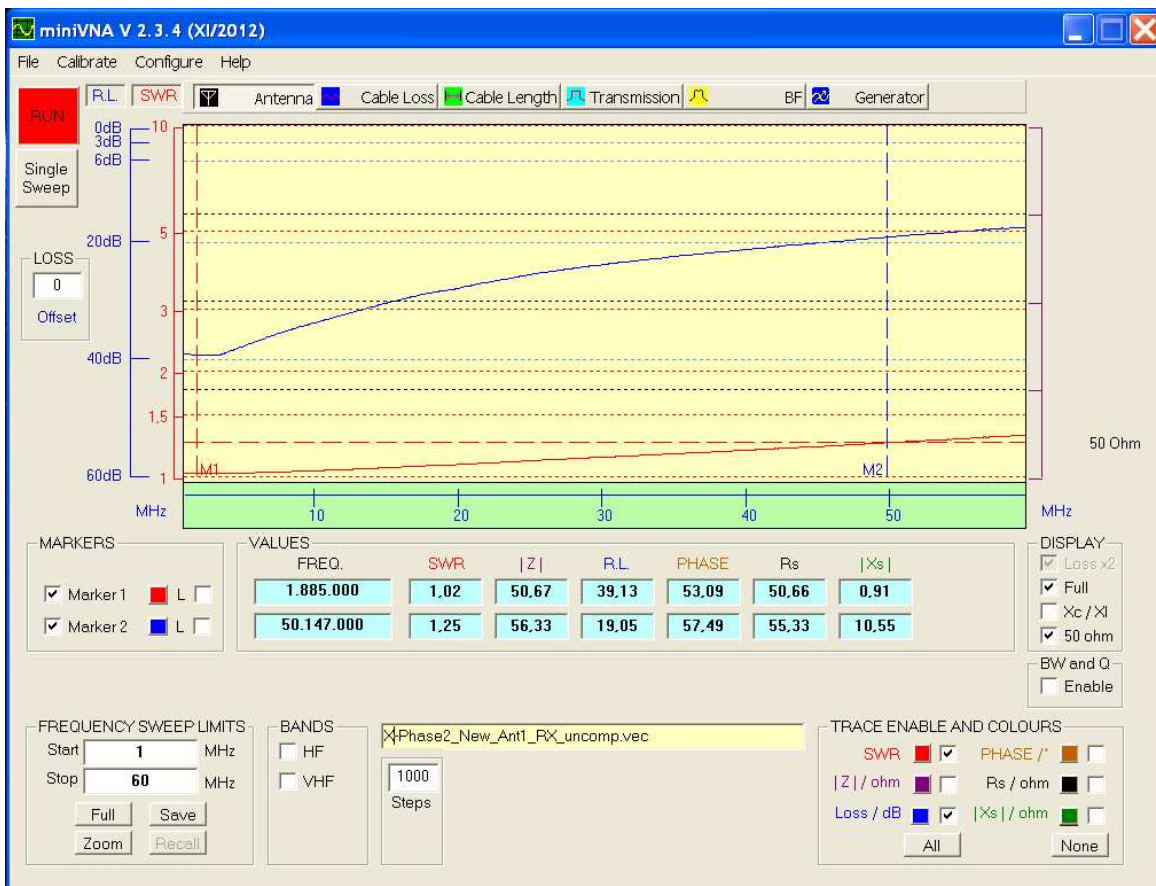 miniVNA V 2.3.4 (XI/2012)
File Calibrate Configure Help
RUN
R.L. SWR Antenna Cable Loss Cable Length Transmission BF Generator
Single
Sweep
LOSS
0
Offset
0dB 10
3dB
6dB
20dB 5
3
40dB 2
1,5
60dB 1
M1 M2
50 Ohm
MHz 10 20 30 40 50 MHz
MARKERS
Marker 1 L
Marker 2 L
VALUES
FREQ. SWR |Z| R.L. PHASE Rs |Xs|
1.885.000 1,02 50,67 39,13 53,09 50,66 0,91
50.147.000 1,25 56,33 19,05 57,49 55,33 10,55
DISPLAY
Loss x2
Full
Xc / Xl
50 ohm
BW and Q
Enable
FREQUENCY SWEEP LIMITS
Start 1 MHz
Stop 60 MHz
Full Save
Zoom Recall
BANDS
HF
VHF
X-Phase2_New_Ant1_RX_uncomp.vec
1000
Steps
TRACE ENABLE AND COLOURS
SWR PHASE /°
|Z| / ohm Rs / ohm
Loss / dB |Xs| / ohm
All None